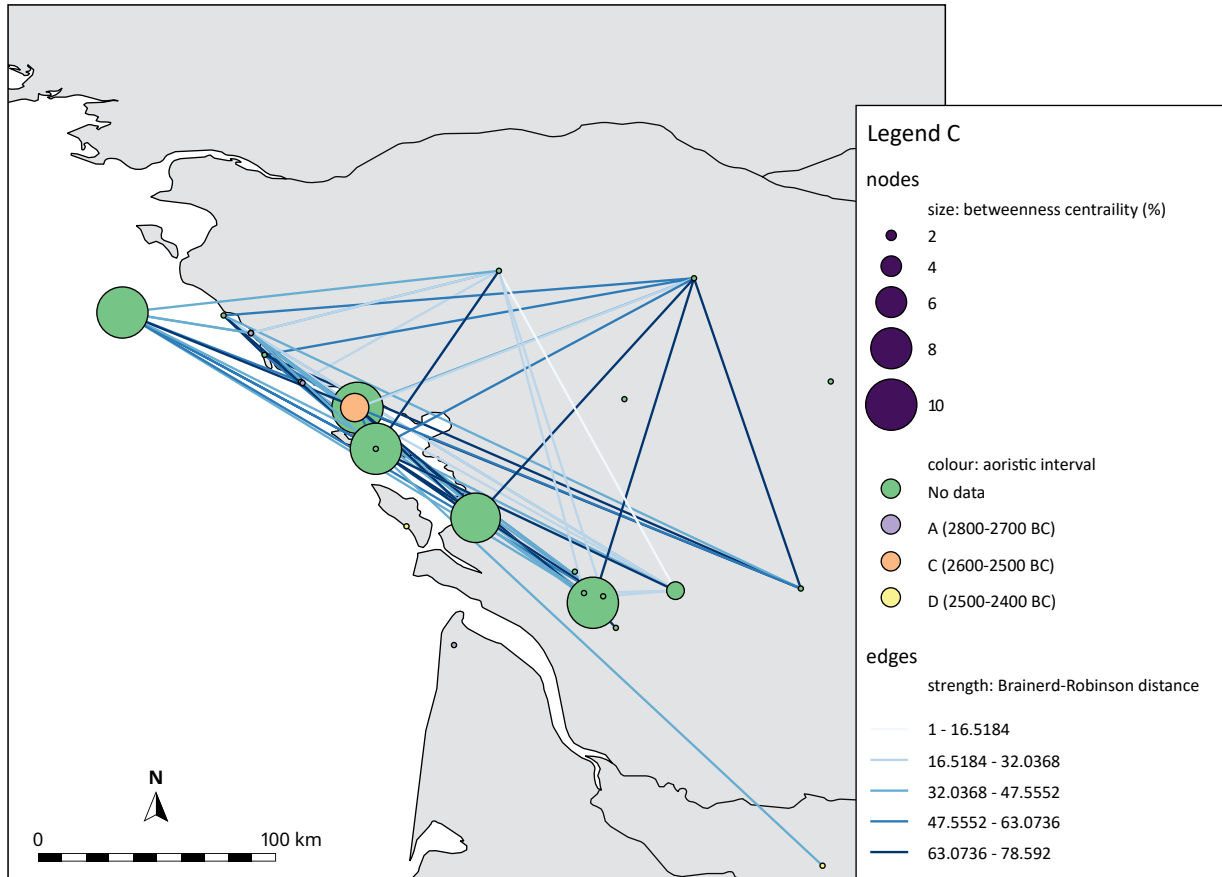 Legend C
nodes
size: betweenness centraility (%)
2
4
6
8
10
colour: aoristic interval
No data
A (2800-2700 BC)
C (2600-2500 BC)
D (2500-2400 BC)
edges
strength: Brainerd-Robinson distance
1 - 16.5184
16.5184 - 32.0368
32.0368 - 47.5552
47.5552 - 63.0736
63.0736 - 78.592
N
0 100 km